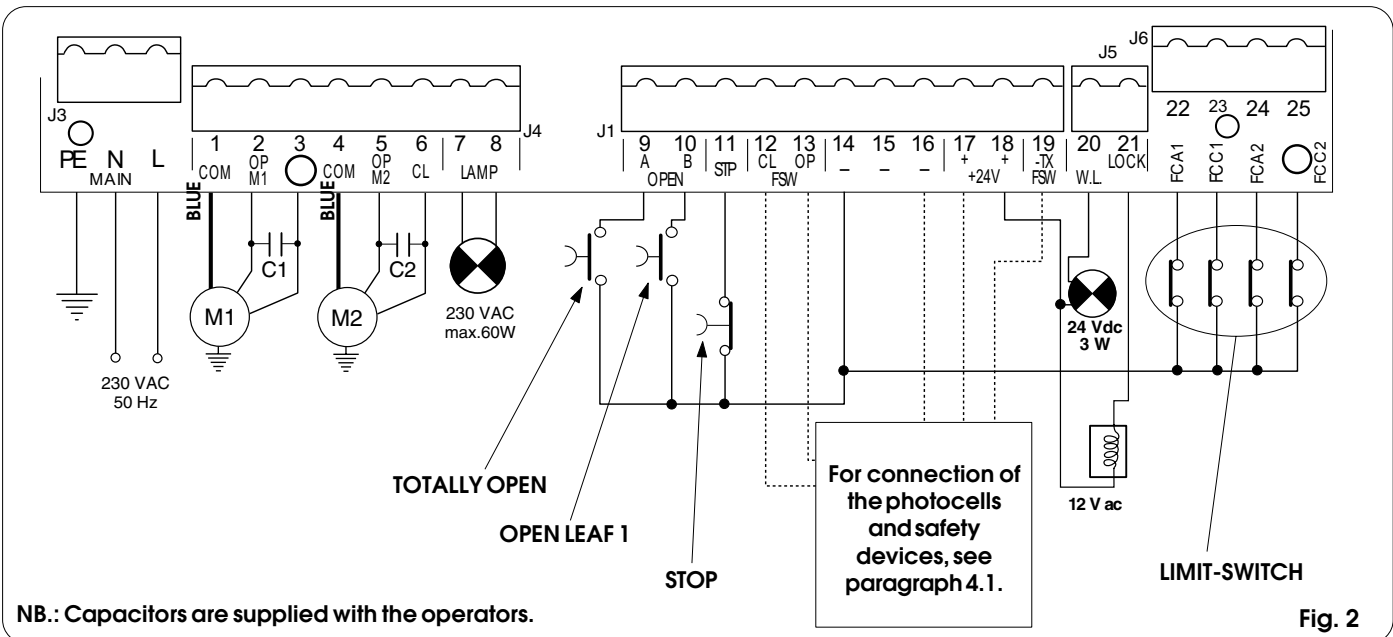 J3
J4
J1
J5
J6
PE N L
MAIN
1 2 3 4 5 6 7 8
COM OP M1 COM OP M2 CL LAMP
9 10 11 12 13 14 15 16 17 18 19 20 21
A B STP CL OP – – – + + -TX LOCK
OPEN FSW +24V FSW W.L.
22 23 24 25
FCA1 FCC1 FCA2 FCC2
BLUE
BLUE
C1
C2
M1
M2
230 VAC
max.60W
230 VAC
50 Hz
24 Vdc
3 W
12 V ac
TOTALLY OPEN
OPEN LEAF 1
STOP
For connection of
the photocells
and safety
devices, see
paragraph 4.1.
LIMIT-SWITCH
NB.: Capacitors are supplied with the operators.
Fig. 2